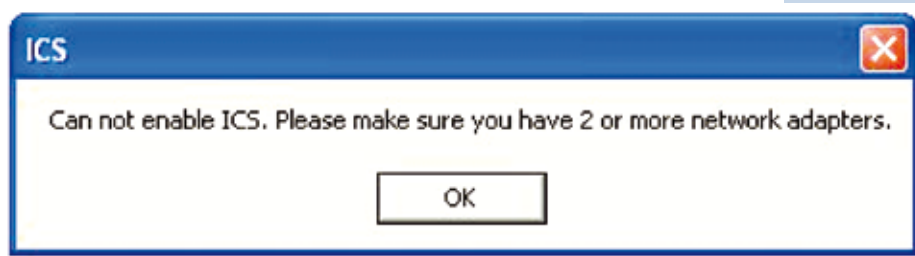 ICS
Can not enable ICS. Please make sure you have 2 or more network adapters.
OK